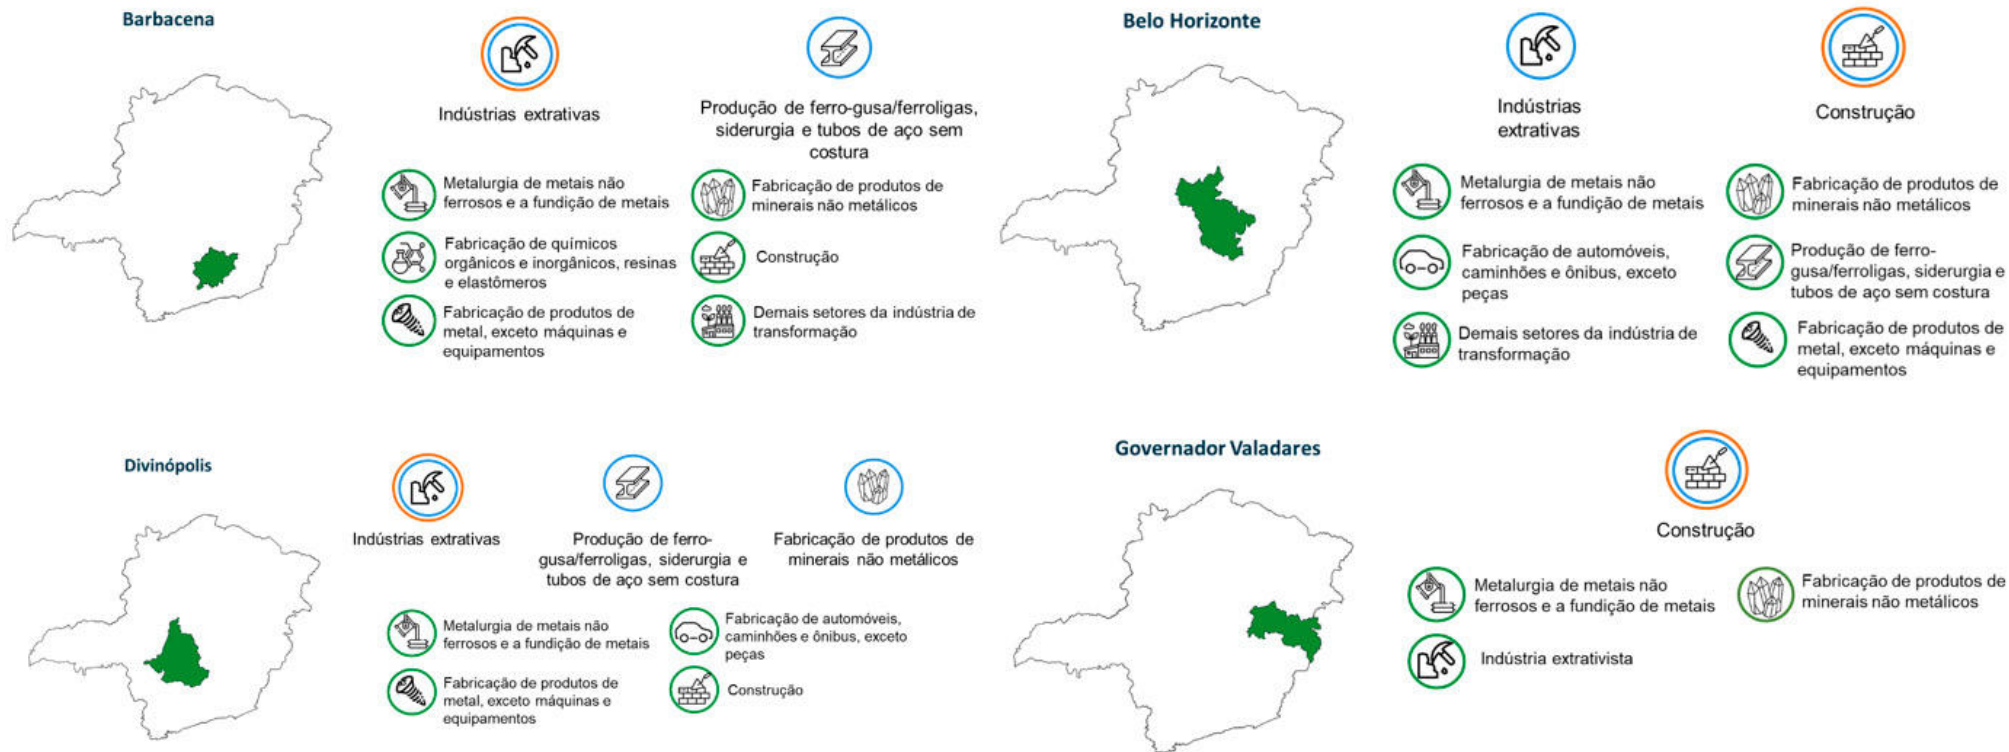 Barbacena
Indústrias extrativas
Produção de ferro-gusa/ferroligas,
siderurgia e tubos de aço sem
costura
Metalurgia de metais não
ferrosos e a fundição de metais
Fabricação de produtos de
minerais não metálicos
Fabricação de químicos
orgânicos e inorgânicos, resinas
e elastômeros
Construção
Fabricação de produtos de
metal, exceto máquinas e
equipamentos
Demais setores da indústria de
transformação
Belo Horizonte
Indústrias
extrativas
Construção
Metalurgia de metais não
ferrosos e a fundição de metais
Fabricação de produtos de
minerais não metálicos
Fabricação de automóveis,
caminhões e ônibus, exceto
peças
Produção de ferro-
gusa/ferroligas, siderurgia e
tubos de aço sem costura
Demais setores da indústria de
transformação
Fabricação de produtos de
metal, exceto máquinas e
equipamentos
Divinópolis
Indústrias extrativas
Produção de ferro-
gusa/ferroligas, siderurgia e
tubos de aço sem costura
Fabricação de produtos de
minerais não metálicos
Metalurgia de metais não
ferrosos e a fundição de metais
Fabricação de automóveis,
caminhões e ônibus, exceto
peças
Fabricação de produtos de
metal, exceto máquinas e
equipamentos
Construção
Governador Valadares
Construção
Metalurgia de metais não
ferrosos e a fundição de metais
Fabricação de produtos de
minerais não metálicos
Indústria extrativista